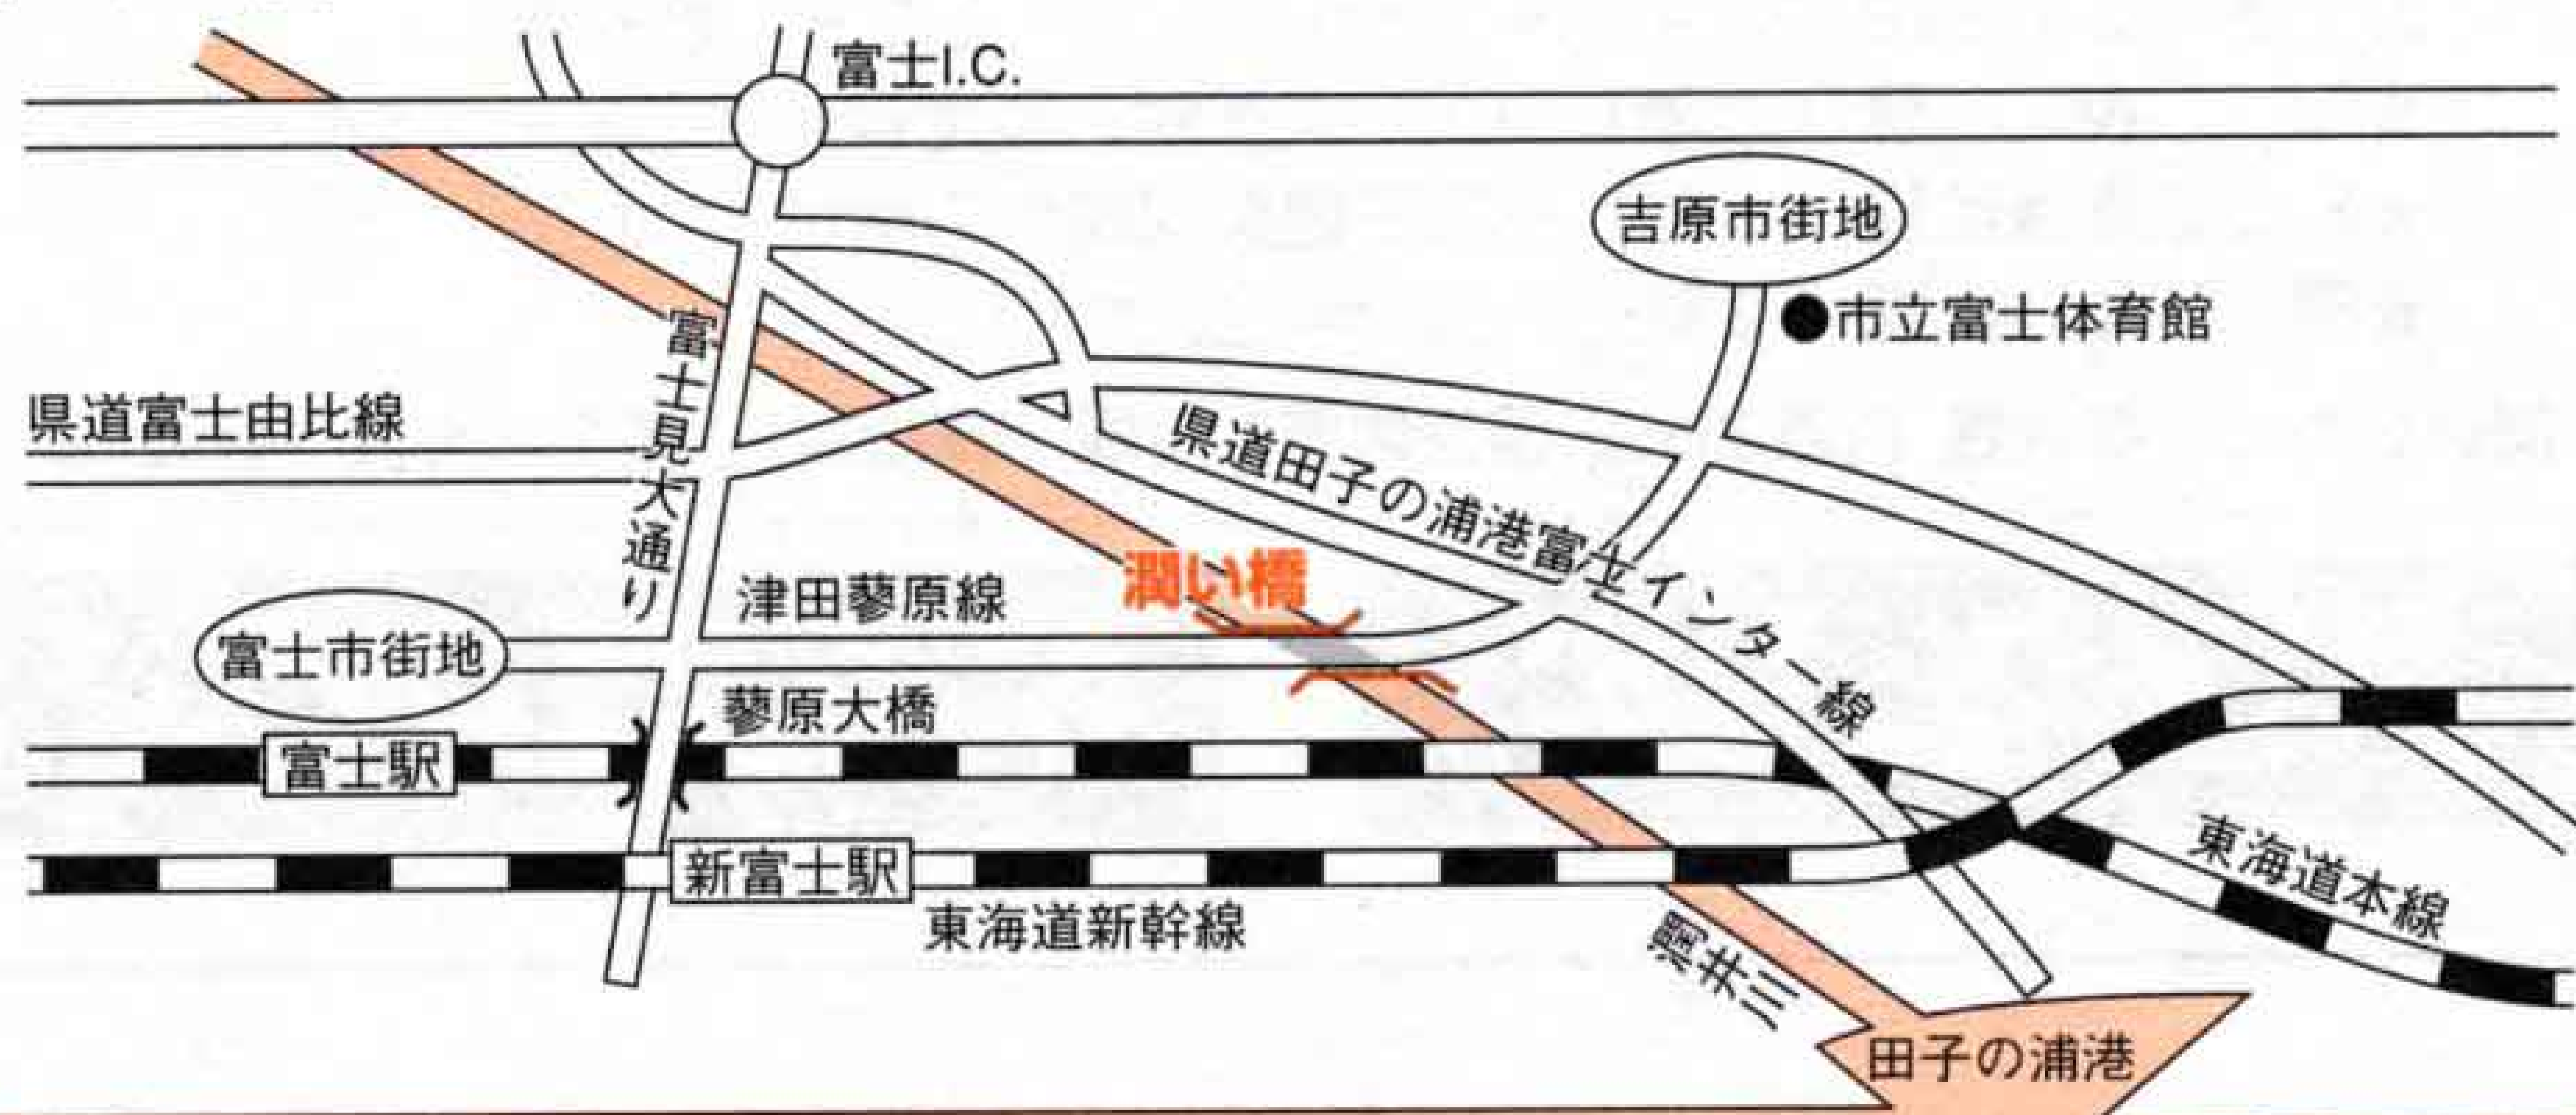 富士I.C.
吉原市街地
市立富士体育館
富士見大通り
県道富士由比線
県道田子の浦港富士インター線
潤い橋
津田蓼原線
富士市街地
蓼原大橋
富士駅
新富士駅
東海道本線
東海道新幹線
潤井川
田子の浦港